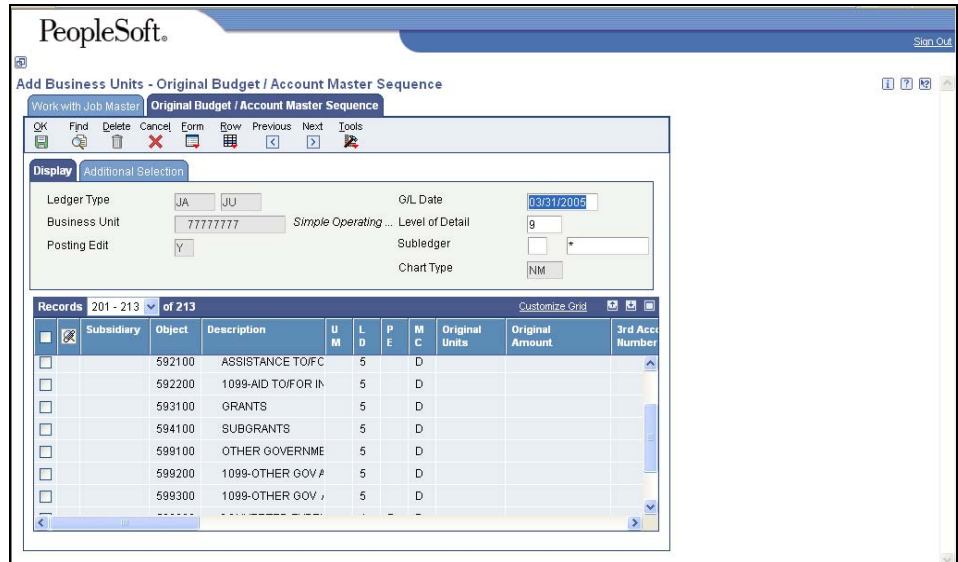 PeopleSoft.
Sign Out
Add Business Units - Original Budget / Account Master Sequence
Work with Job Master Original Budget / Account Master Sequence
OK Find Delete Cancel Form Row Previous Next Tools
Display Additional Selection
Ledger Type JA JU G/L Date 03/31/2005
Business Unit 77777777 Simple Operating ... Level of Detail 9
Posting Edit Y Subledger *
Chart Type NM
Records 201 - 213 of 213 Customize Grid
Subsidiary Object Description U M L D P E M C Original Units Original Amount 3rd Acco Number
592100 ASSISTANCE TO/FO 5 D
592200 1099-AID TO/FOR IN 5 D
593100 GRANTS 5 D
594100 SUBGRANTS 5 D
599100 OTHER GOVERNME 5 D
599200 1099-OTHER GOV A 5 D
599300 1099-OTHER GOV 5 D